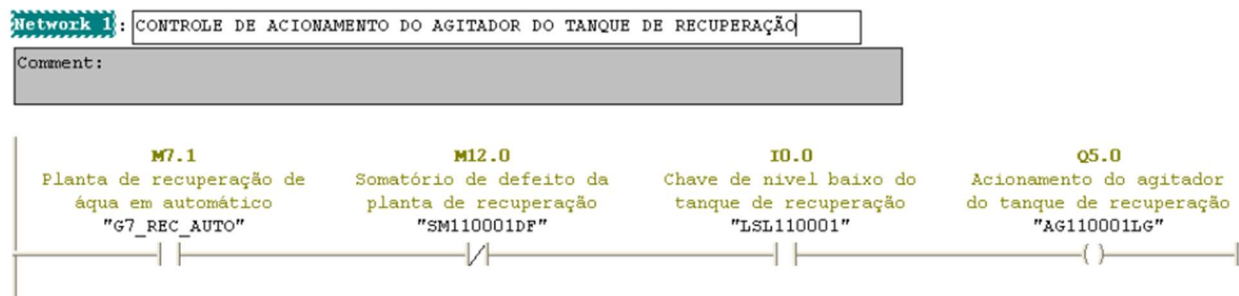 Network 1: CONTROLE DE ACIONAMENTO DO AGITADOR DO TANQUE DE RECUPERAÇÃO
Comment:
M7.1 M12.0 I0.0 Q5.0
Planta de recuperação de Somatório de defeito da Chave de nivel baixo do Acionamento do agitador
água em automático planta de recuperação tanque de recuperação do tanque de recuperação
"G7_REC_AUTO" "SM110001DF" "LSL110001" "AG110001LG"